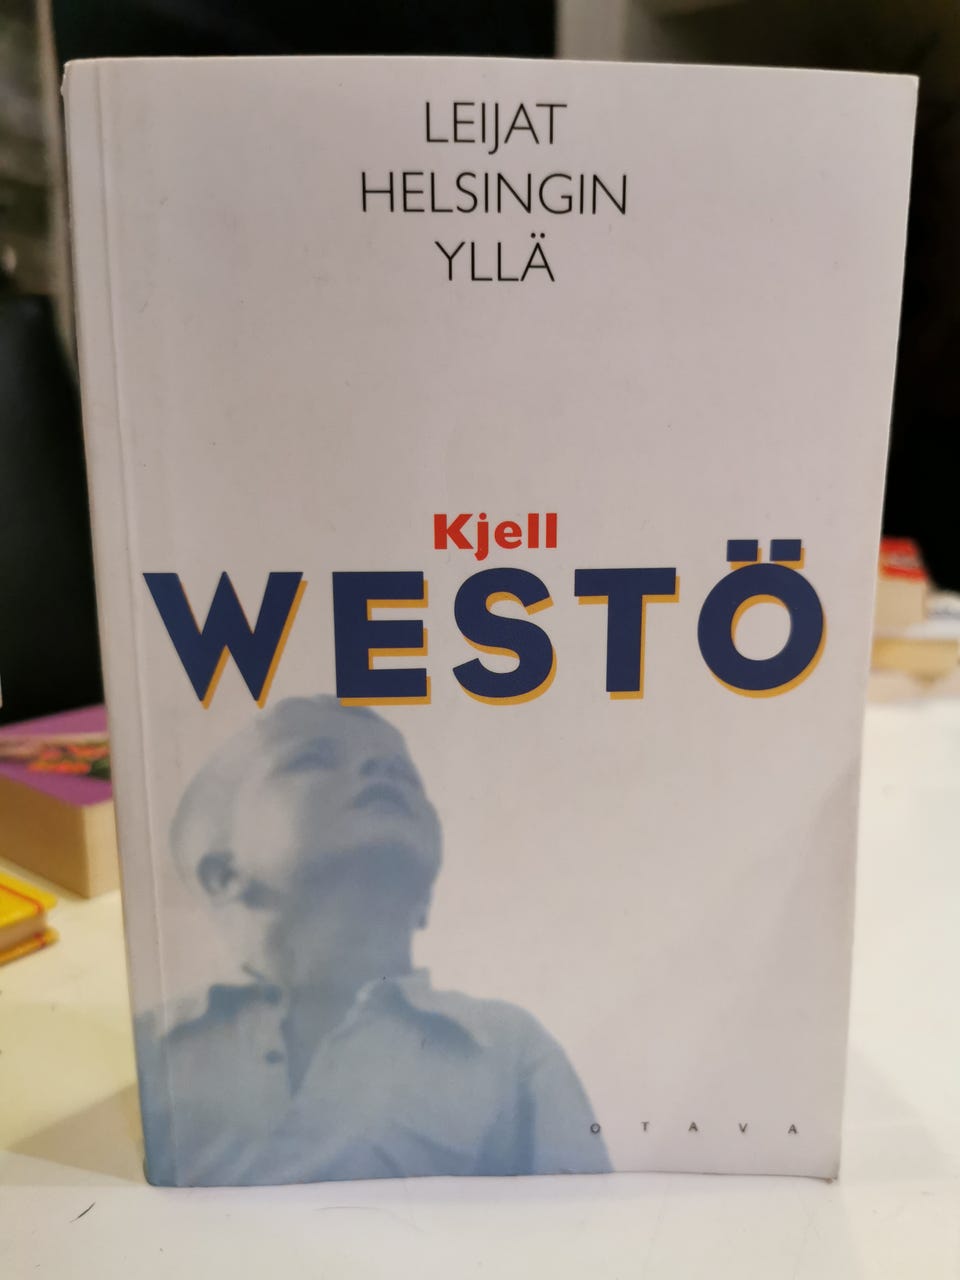 LEIJAT
HELSINGIN
YLLÄ
Kjell
WESTÖ
OTAVA